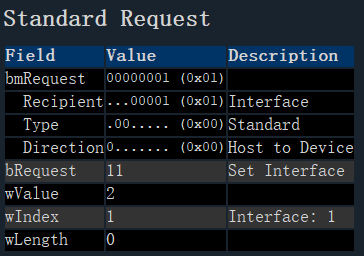 Standard Request
Field Value Description
bmRequest 00000001 (0x01)
Recipient ...00001 (0x01) Interface
Type .00..... (0x00) Standard
Direction 0....... (0x00) Host to Device
bRequest 11 Set Interface
wValue 2
wIndex 1 Interface: 1
wLength 0